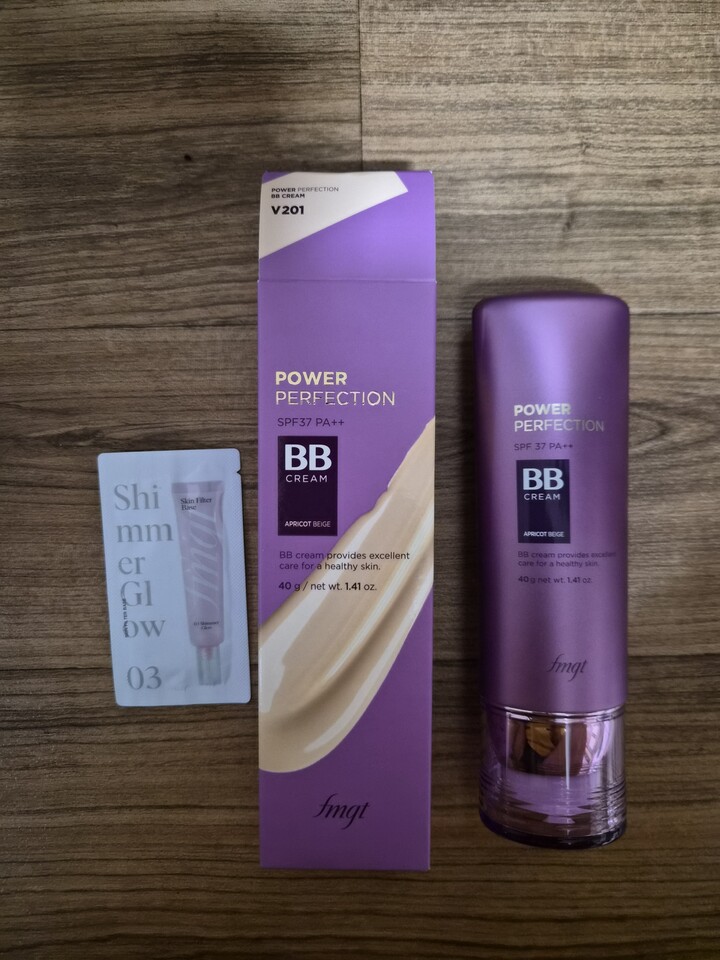 Shi
mm
er
Gl
ow
03
Skin Filter
Base
POWER PERFECTION
BB CREAM
V201
POWER
PERFECTION
SPF37 PA++
BB
CREAM
APRICOT BEIGE
BB cream provides excellent
care for a healthy skin.
40 g / net wt. 1.41 oz.
fmgt
POWER
PERFECTION
SPF 37 PA++
BB
CREAM
APRICOT BEIGE
BB cream provides excellent
care for a healthy skin.
40 g net wt. 1.41 oz.
fmgt